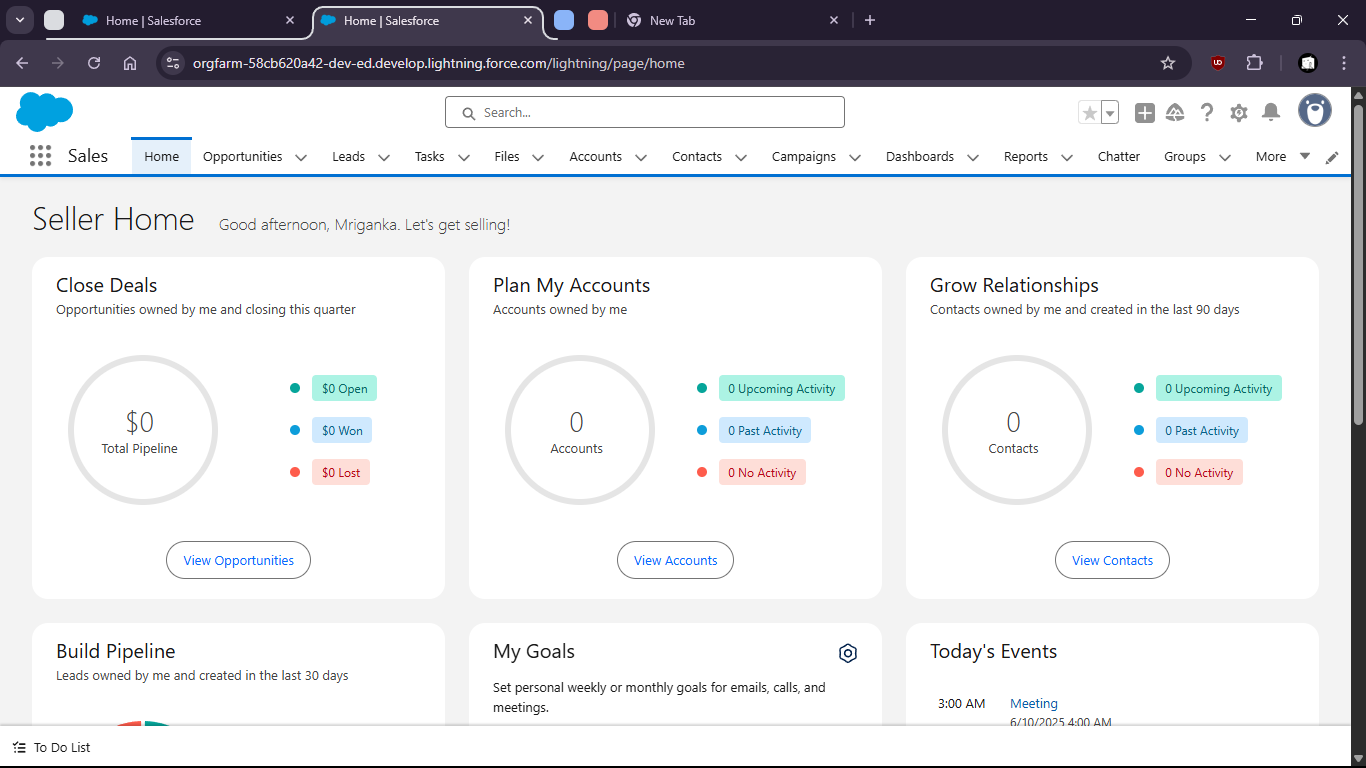 Home | Salesforce
Home | Salesforce
New Tab
orgfarm-58cb620a42-dev-ed.develop.lightning.force.com/lightning/page/home
UD
Search...
Sales
Home
Opportunities
Leads
Tasks
Files
Accounts
Contacts
Campaigns
Dashboards
Reports
Chatter
Groups
More
Seller Home
Good afternoon, Mriganka. Let's get selling!
Close Deals
Opportunities owned by me and closing this quarter
$0
Total Pipeline
$0 Open
$0 Won
$0 Lost
View Opportunities
Plan My Accounts
Accounts owned by me
0
Accounts
0 Upcoming Activity
0 Past Activity
0 No Activity
View Accounts
Grow Relationships
Contacts owned by me and created in the last 90 days
0
Contacts
0 Upcoming Activity
0 Past Activity
0 No Activity
View Contacts
Build Pipeline
Leads owned by me and created in the last 30 days
My Goals
Set personal weekly or monthly goals for emails, calls, and
meetings.
Today's Events
3:00 AM
Meeting
6/10/2025 4:00 AM
To Do List